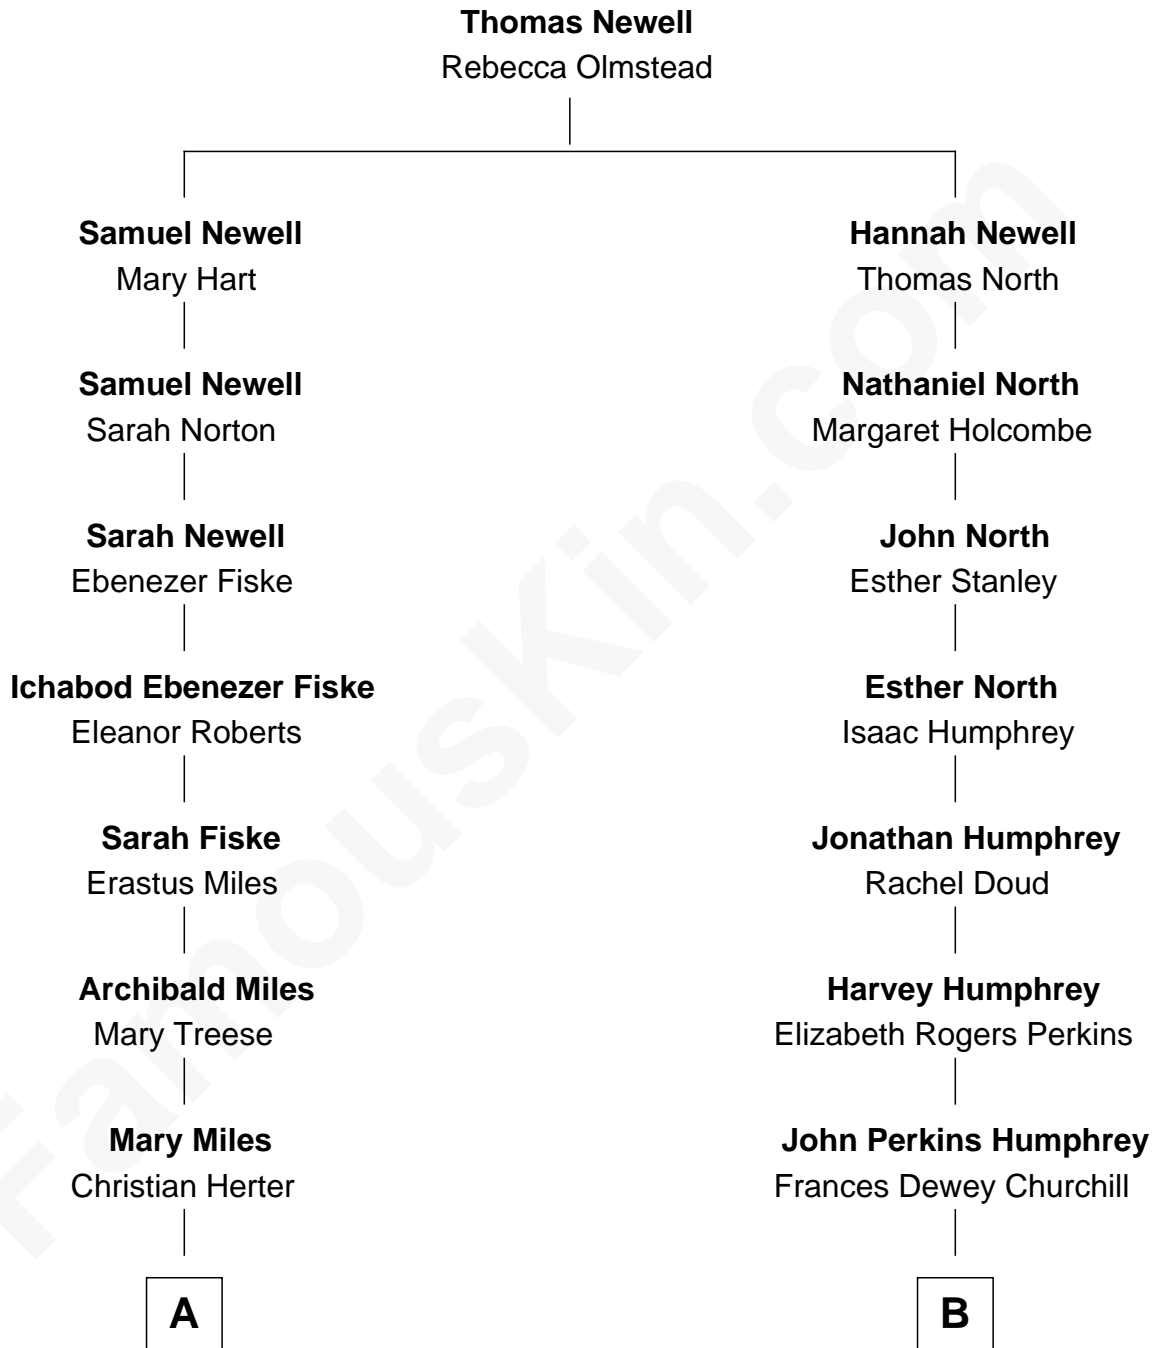 Thomas Newell
Rebecca Olmstead
Samuel Newell
Mary Hart
Hannah Newell
Thomas North
Samuel Newell
Sarah Norton
Nathaniel North
Margaret Holcombe
Sarah Newell
Ebenezer Fiske
John North
Esther Stanley
Ichabod Ebenezer Fiske
Eleanor Roberts
Esther North
Isaac Humphrey
Sarah Fiske
Erastus Miles
Jonathan Humphrey
Rachel Doud
Archibald Miles
Mary Treese
Harvey Humphrey
Elizabeth Rogers Perkins
Mary Miles
Christian Herter
John Perkins Humphrey
Frances Dewey Churchill
A
B
FamousKin.com